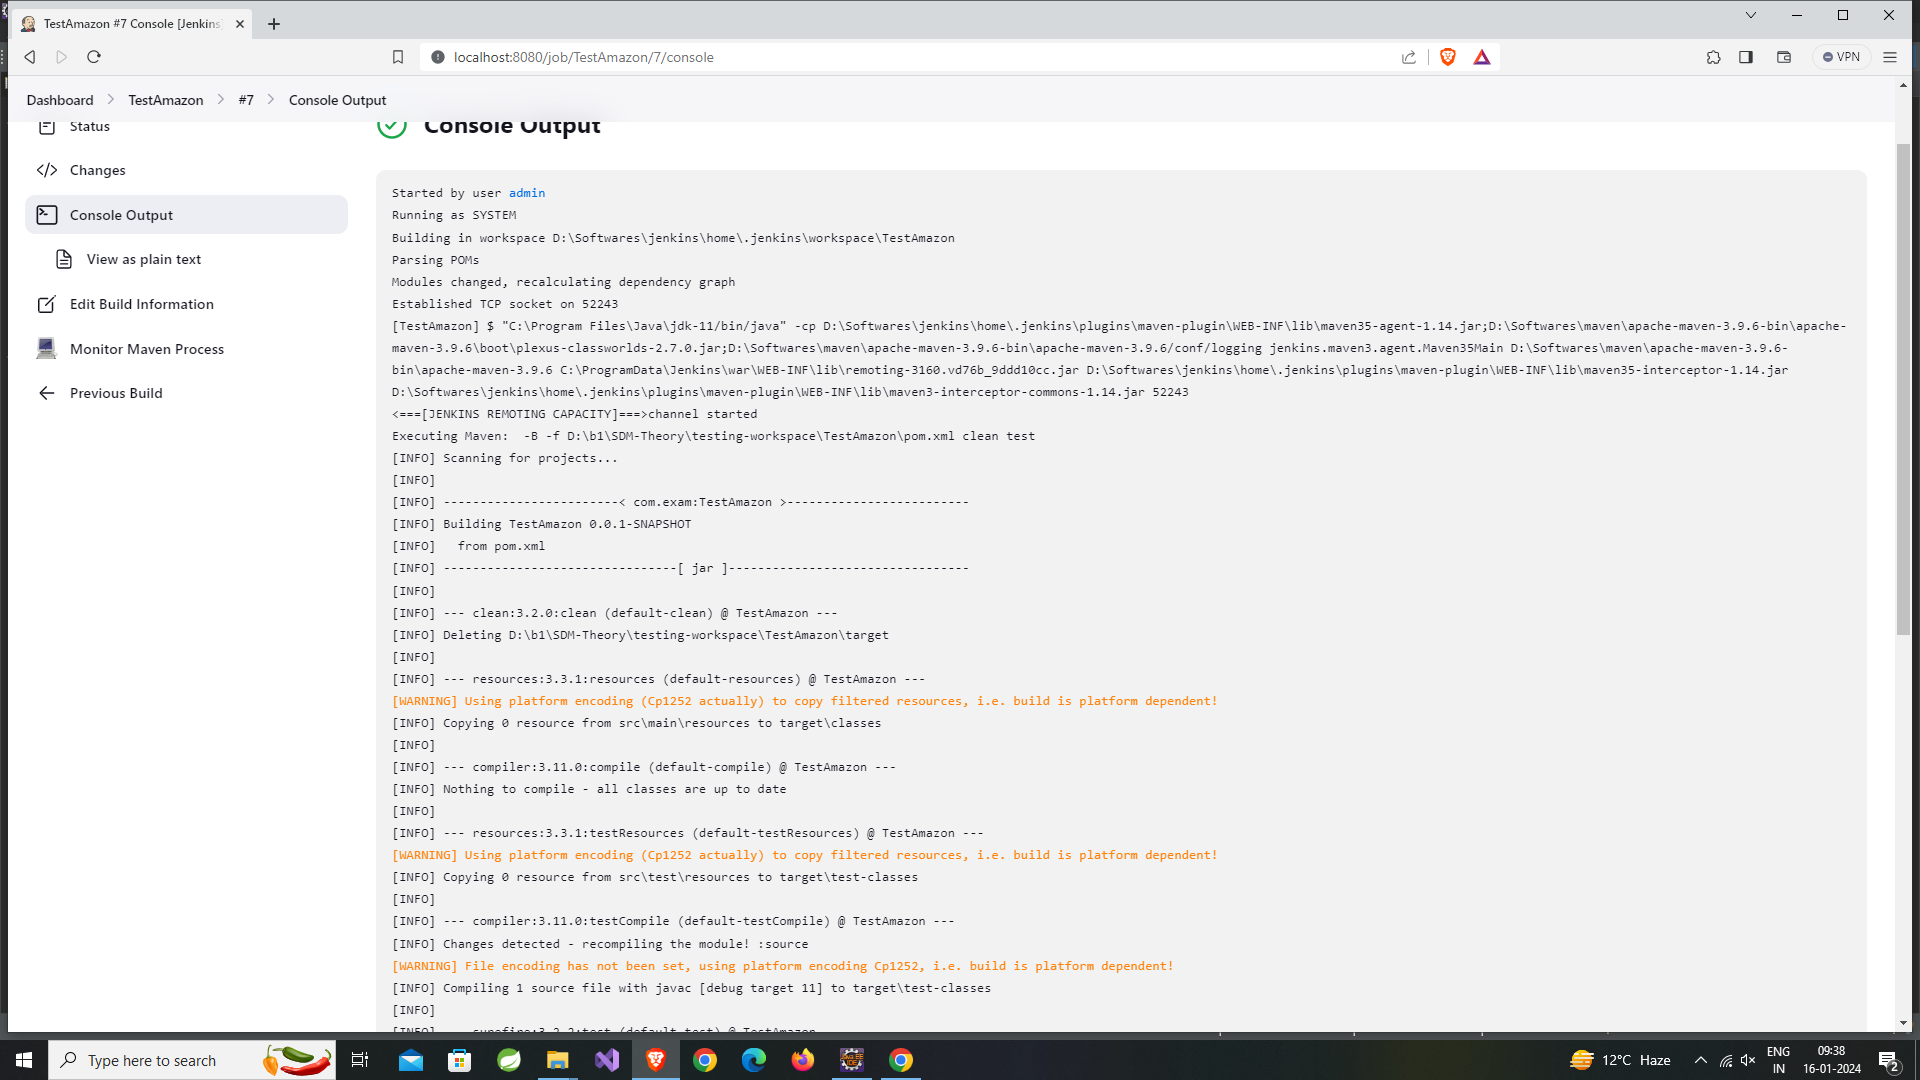 TestAmazon #7 Console [Jenkins
localhost:8080/job/TestAmazon/7/console
VPN
Dashboard > TestAmazon > #7 > Console Output
Status
Changes
Console Output
View as plain text
Edit Build Information
Monitor Maven Process
Previous Build
Console Output
Started by user admin
Running as SYSTEM
Building in workspace D:\Softwares\jenkins\home\.jenkins\workspace\TestAmazon
Parsing POMs
Modules changed, recalculating dependency graph
Established TCP socket on 52243
[TestAmazon] $ "C:\Program Files\Java\jdk-11/bin/java" -cp D:\Softwares\jenkins\home\.jenkins\plugins\maven-plugin\WEB-INF\lib\maven35-agent-1.14.jar;D:\Softwares\maven\apache-maven-3.9.6-bin\apache-
maven-3.9.6\boot\plexus-classworlds-2.7.0.jar;D:\Softwares\maven\apache-maven-3.9.6-bin\apache-maven-3.9.6/conf/logging jenkins.maven3.agent.Maven35Main D:\Softwares\maven\apache-maven-3.9.6-
bin\apache-maven-3.9.6 C:\ProgramData\Jenkins\war\WEB-INF\lib\remoting-3160.vd76b_9ddd10cc.jar D:\Softwares\jenkins\home\.jenkins\plugins\maven-plugin\WEB-INF\lib\maven35-interceptor-1.14.jar
D:\Softwares\jenkins\home\.jenkins\plugins\maven-plugin\WEB-INF\lib\maven3-interceptor-commons-1.14.jar 52243
<===[JENKINS REMOTING CAPACITY]===>channel started
Executing Maven:  -B -f D:\b1\SDM-Theory\testing-workspace\TestAmazon\pom.xml clean test
[INFO] Scanning for projects...
[INFO]
[INFO] ------------------------< com.exam:TestAmazon >-------------------------
[INFO] Building TestAmazon 0.0.1-SNAPSHOT
[INFO]   from pom.xml
[INFO] --------------------------------[ jar ]---------------------------------
[INFO]
[INFO] --- clean:3.2.0:clean (default-clean) @ TestAmazon ---
[INFO] Deleting D:\b1\SDM-Theory\testing-workspace\TestAmazon\target
[INFO]
[INFO] --- resources:3.3.1:resources (default-resources) @ TestAmazon ---
[WARNING] Using platform encoding (Cp1252 actually) to copy filtered resources, i.e. build is platform dependent!
[INFO] Copying 0 resource from src\main\resources to target\classes
[INFO]
[INFO] --- compiler:3.11.0:compile (default-compile) @ TestAmazon ---
[INFO] Nothing to compile - all classes are up to date
[INFO]
[INFO] --- resources:3.3.1:testResources (default-testResources) @ TestAmazon ---
[WARNING] Using platform encoding (Cp1252 actually) to copy filtered resources, i.e. build is platform dependent!
[INFO] Copying 0 resource from src\test\resources to target\test-classes
[INFO]
[INFO] --- compiler:3.11.0:testCompile (default-testCompile) @ TestAmazon ---
[INFO] Changes detected - recompiling the module! :source
[WARNING] File encoding has not been set, using platform encoding Cp1252, i.e. build is platform dependent!
[INFO] Compiling 1 source file with javac [debug target 11] to target\test-classes
[INFO]
[INFO] --- surefire:3.2.2:test (default-test) @ TestAmazon ---
Type here to search
12°C Haze
ENG
IN
09:38
16-01-2024
2